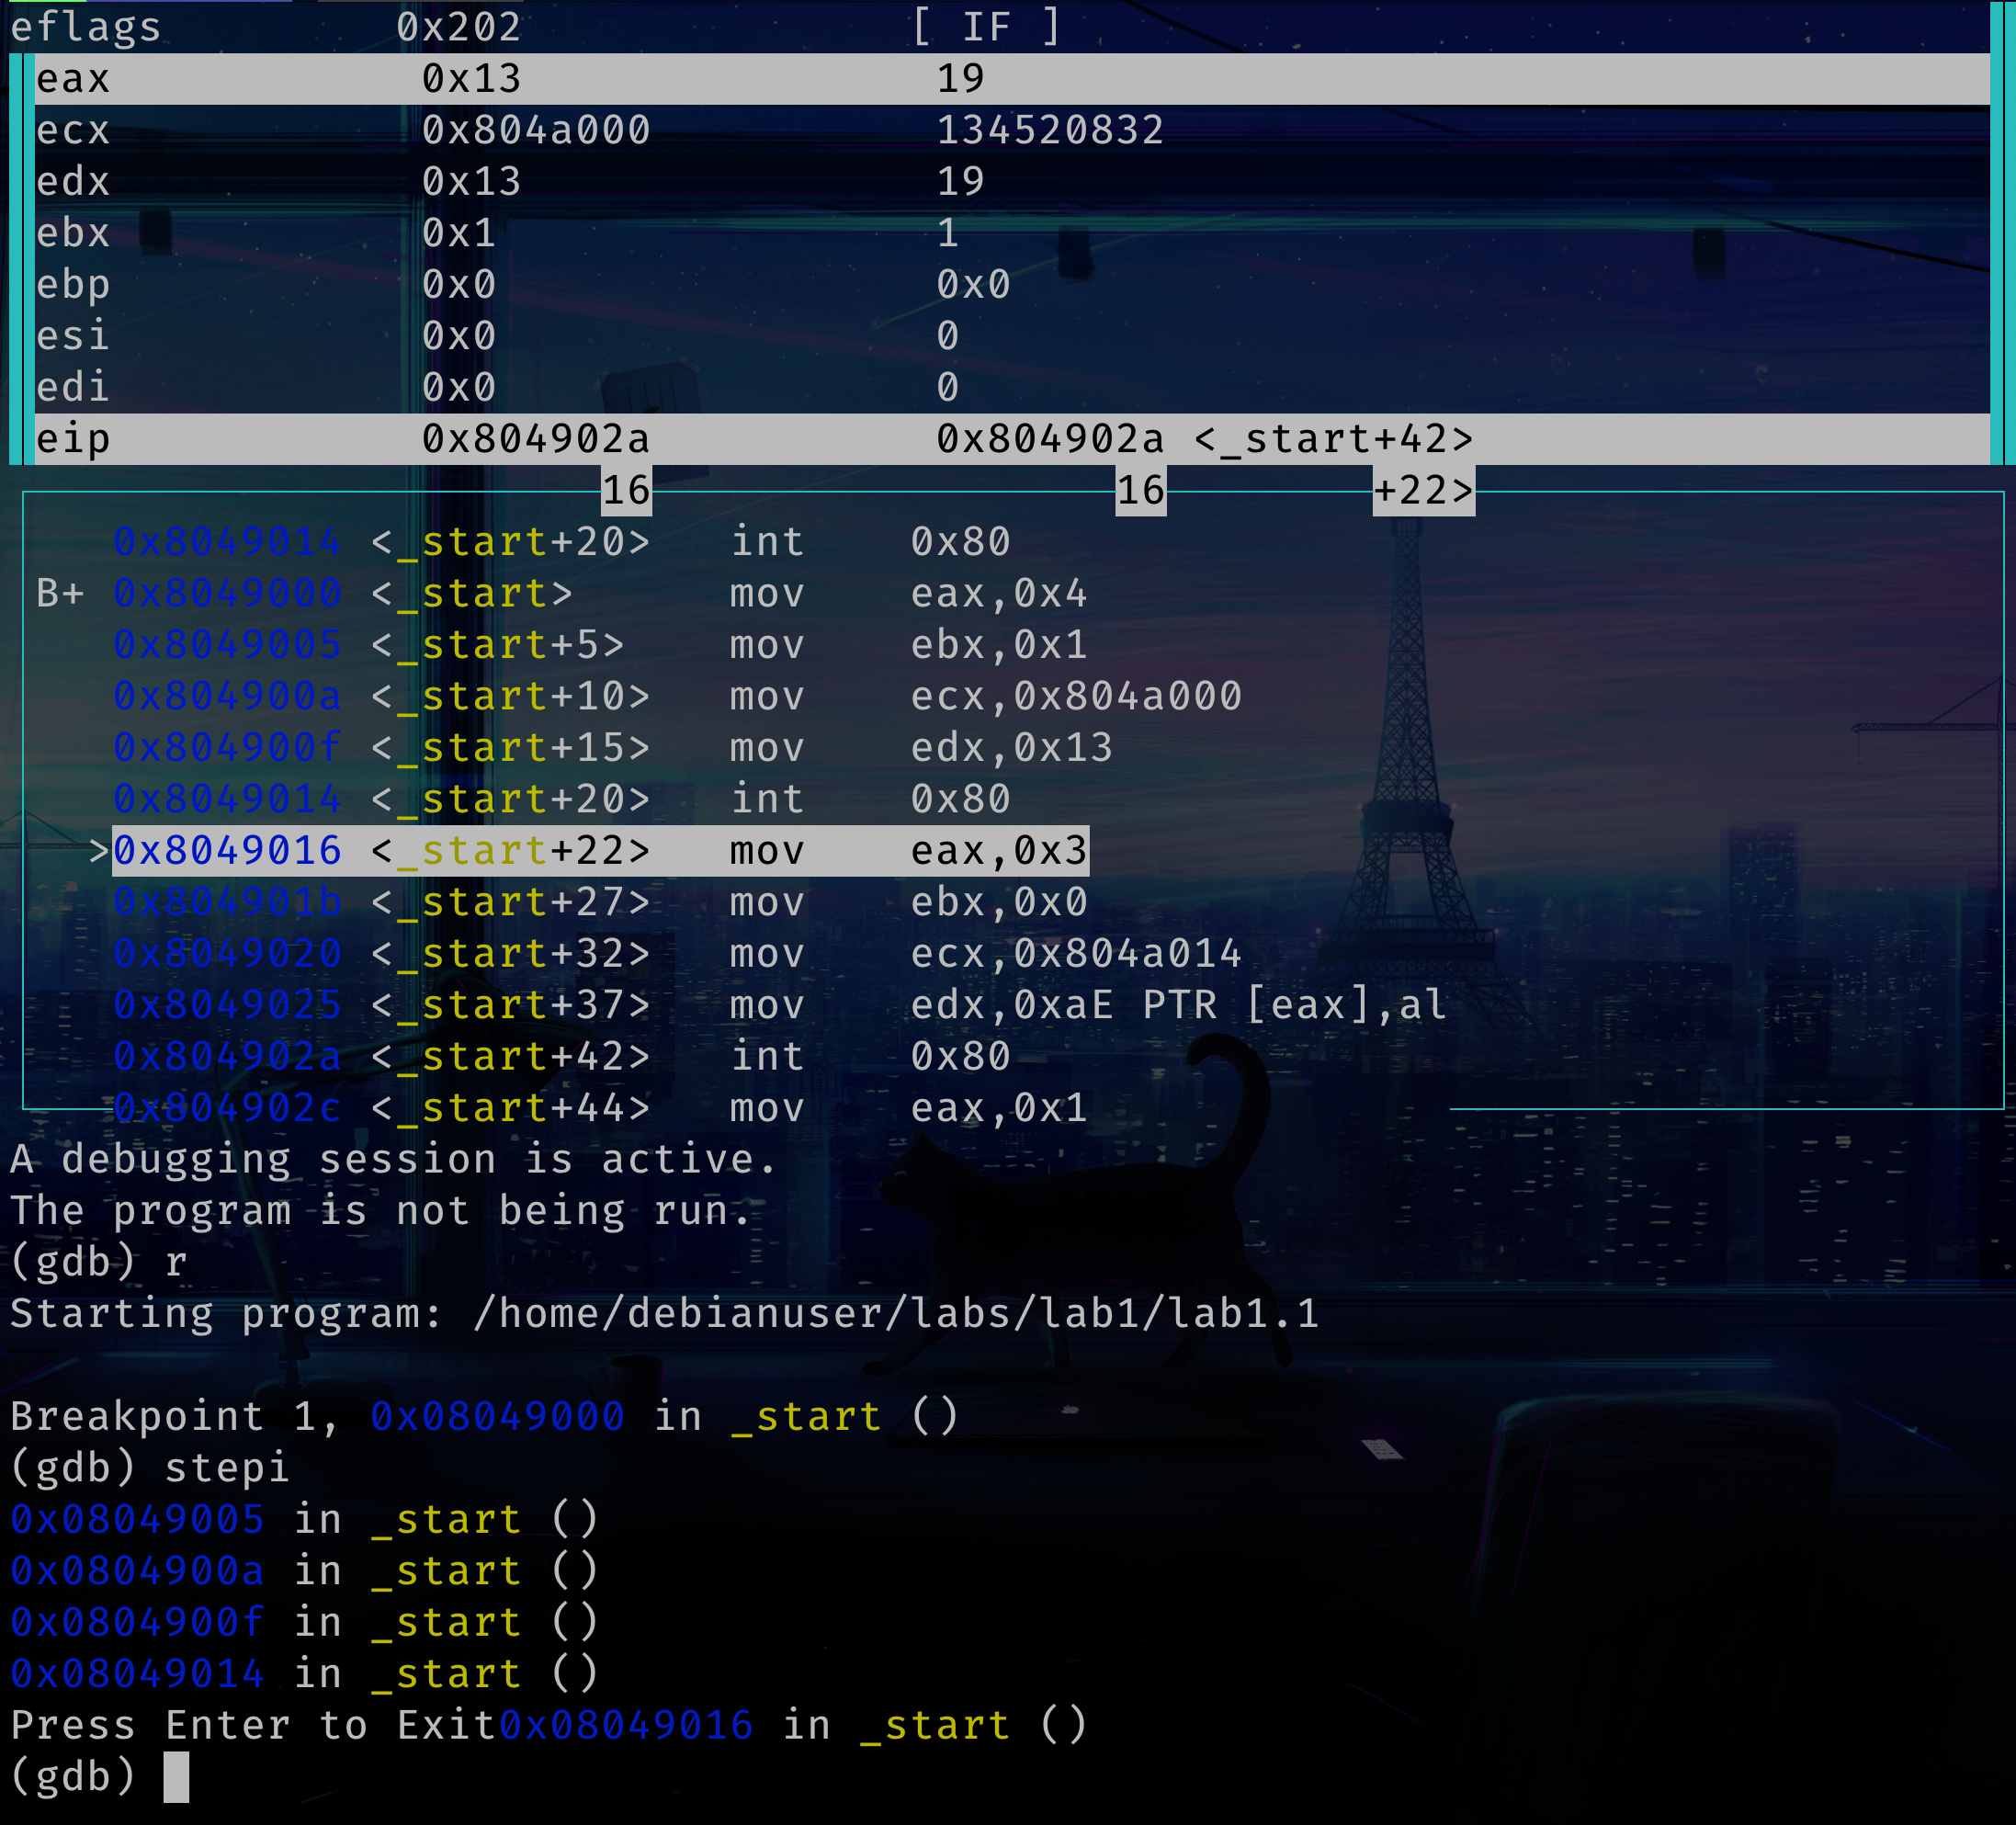 eflags 0x202 [ IF ]
eax 0x13 19
ecx 0x804a000 134520832
edx 0x13 19
ebx 0x1 1
ebp 0x0 0x0
esi 0x0 0
edi 0x0 0
eip 0x804902a 0x804902a <_start+42>
16 16 +22>
0x8049014 <_start+20> int 0x80
B+ 0x8049000 <_start> mov eax,0x4
0x8049005 <_start+5> mov ebx,0x1
0x804900a <_start+10> mov ecx,0x804a000
0x804900f <_start+15> mov edx,0x13
0x8049014 <_start+20> int 0x80
>0x8049016 <_start+22> mov eax,0x3
0x804901b <_start+27> mov ebx,0x0
0x8049020 <_start+32> mov ecx,0x804a014
0x8049025 <_start+37> mov edx,0xaE PTR [eax],al
0x804902a <_start+42> int 0x80
0x804902c <_start+44> mov eax,0x1
A debugging session is active.
The program is not being run.
(gdb) r
Starting program: /home/debianuser/labs/lab1/lab1.1
Breakpoint 1, 0x08049000 in _start ()
(gdb) stepi
0x08049005 in _start ()
0x0804900a in _start ()
0x0804900f in _start ()
0x08049014 in _start ()
Press Enter to Exit0x08049016 in _start ()
(gdb)